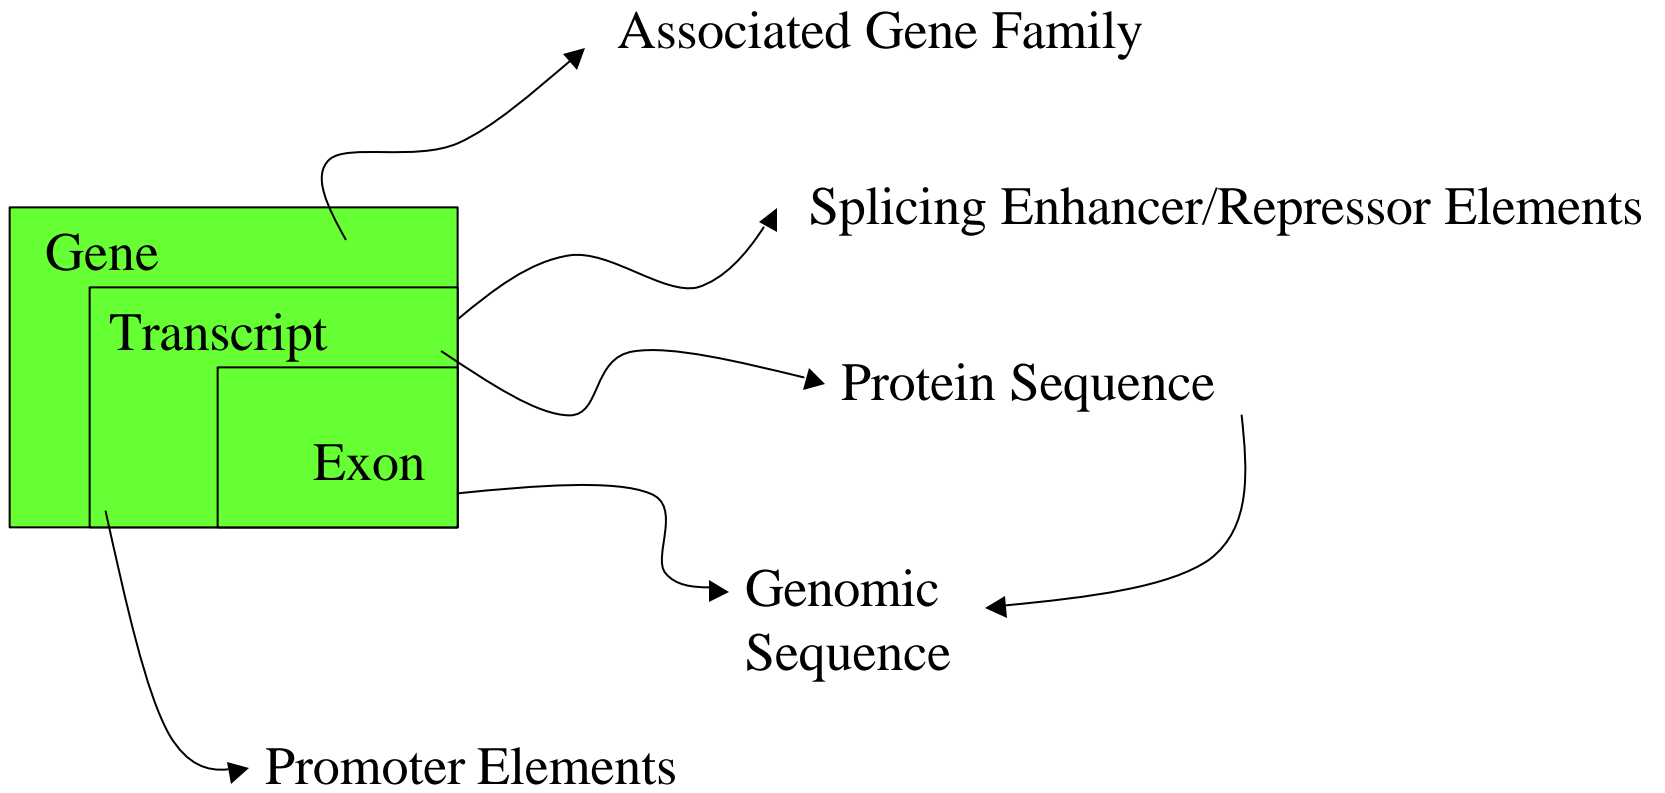 Associated Gene Family
Splicing Enhancer/Repressor Elements
Gene
Transcript
Protein Sequence
Exon
Genomic
Sequence
Promoter Elements